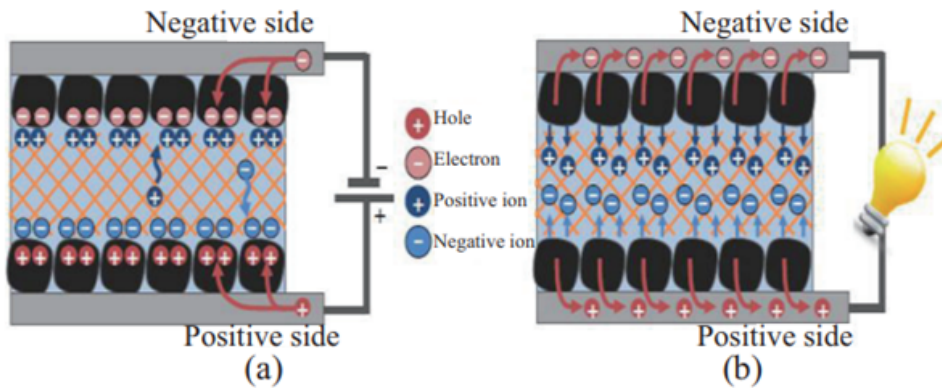 Negative side
Negative side
Hole
Electron
Positive ion
Negative ion
-
+
Positive side
Positive side
(a)
(b)